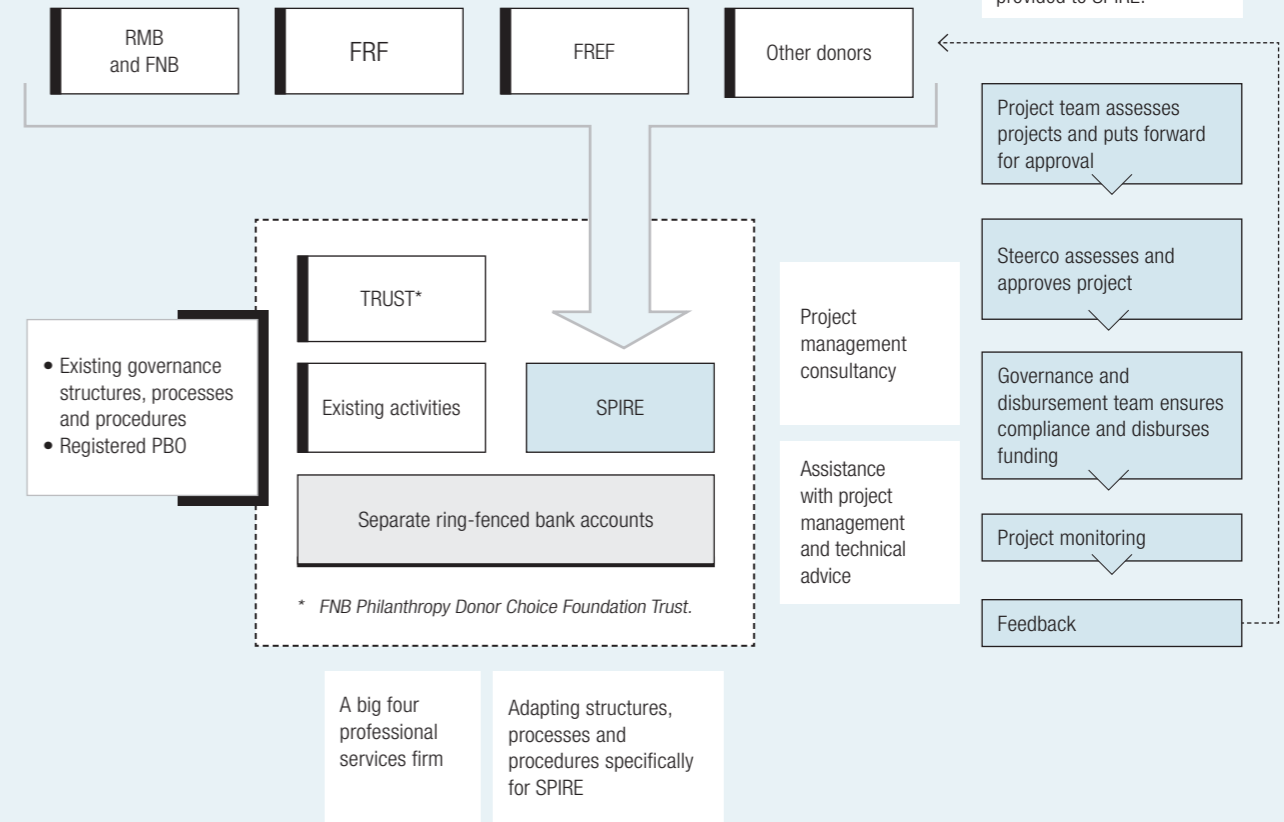 provided to SPIRE.
RMB
and FNB
FRF
FREF
Other donors
Project team assesses
projects and puts forward
for approval
Steerco assesses and
approves project
Governance and
disbursement team ensures
compliance and disburses
funding
Project monitoring
Feedback
TRUST*
Existing activities
SPIRE
Separate ring-fenced bank accounts
* FNB Philanthropy Donor Choice Foundation Trust.
• Existing governance
structures, processes
and procedures
• Registered PBO
Project
management
consultancy
Assistance
with project
management
and technical
advice
A big four
professional
services firm
Adapting structures,
processes and
procedures specifically
for SPIRE